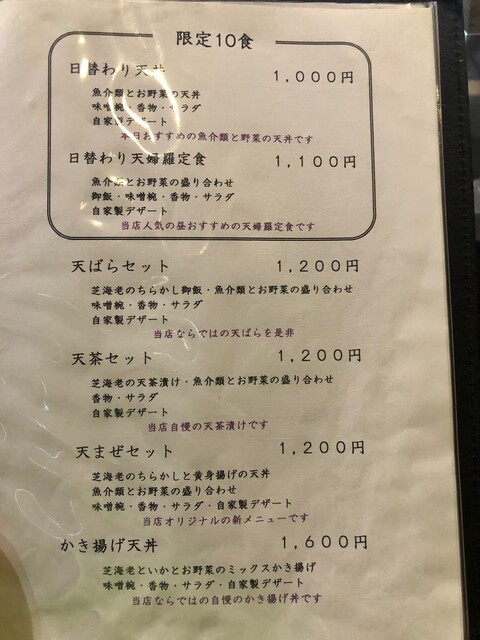 限定10食
日替わり天丼 1,000円
魚介類とお野菜の天丼
味噌椀・香物・サラダ
自家製デザート
本日おすすめの魚介類と野菜の天丼です
日替わり天婦羅定食 1,100円
魚介類とお野菜の盛り合わせ
御飯・味噌椀・香物・サラダ
自家製デザート
当店人気の昼おすすめの天婦羅定食です
天ばらセット 1,200円
芝海老のちらかし御飯・魚介類とお野菜の盛り合わせ
味噌椀・香物・サラダ
自家製デザート
当店ならではの天ばらを是非
天茶セット 1,200円
芝海老の天茶漬け・魚介類とお野菜の盛り合わせ
香物・サラダ
自家製デザート
当店自慢の天茶漬けです
天まぜセット 1,200円
芝海老のちらかしと黄身揚げの天丼
魚介類とお野菜の盛り合わせ
味噌椀・香物・サラダ・自家製デザート
当店オリジナルの新メニューです
かき揚げ天丼 1,600円
芝海老といかとお野菜のミックスかき揚げ
味噌椀・香物・サラダ・自家製デザート
当店ならではの自慢のかき揚げ丼です